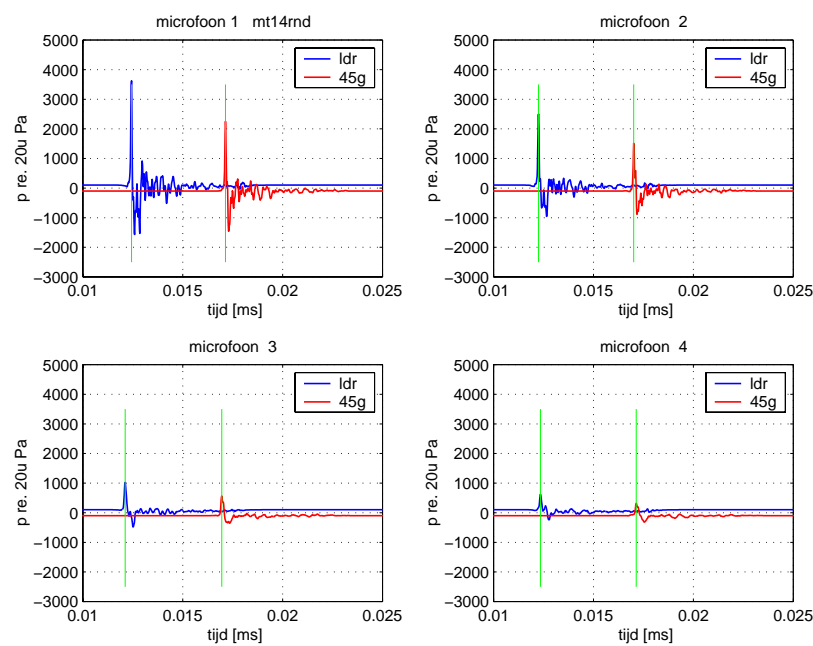 microfoon 1   mt14rnd
5000
4000
3000
2000
1000
0
−1000
−2000
−3000
p re. 20u Pa
ldr
45g
0.01 0.015 0.02 0.025
tijd [ms]
microfoon  2
5000
4000
3000
2000
1000
0
−1000
−2000
−3000
p re. 20u Pa
ldr
45g
0.01 0.015 0.02 0.025
tijd [ms]
microfoon  3
5000
4000
3000
2000
1000
0
−1000
−2000
−3000
p re. 20u Pa
ldr
45g
0.01 0.015 0.02 0.025
tijd [ms]
microfoon  4
5000
4000
3000
2000
1000
0
−1000
−2000
−3000
p re. 20u Pa
ldr
45g
0.01 0.015 0.02 0.025
tijd [ms]